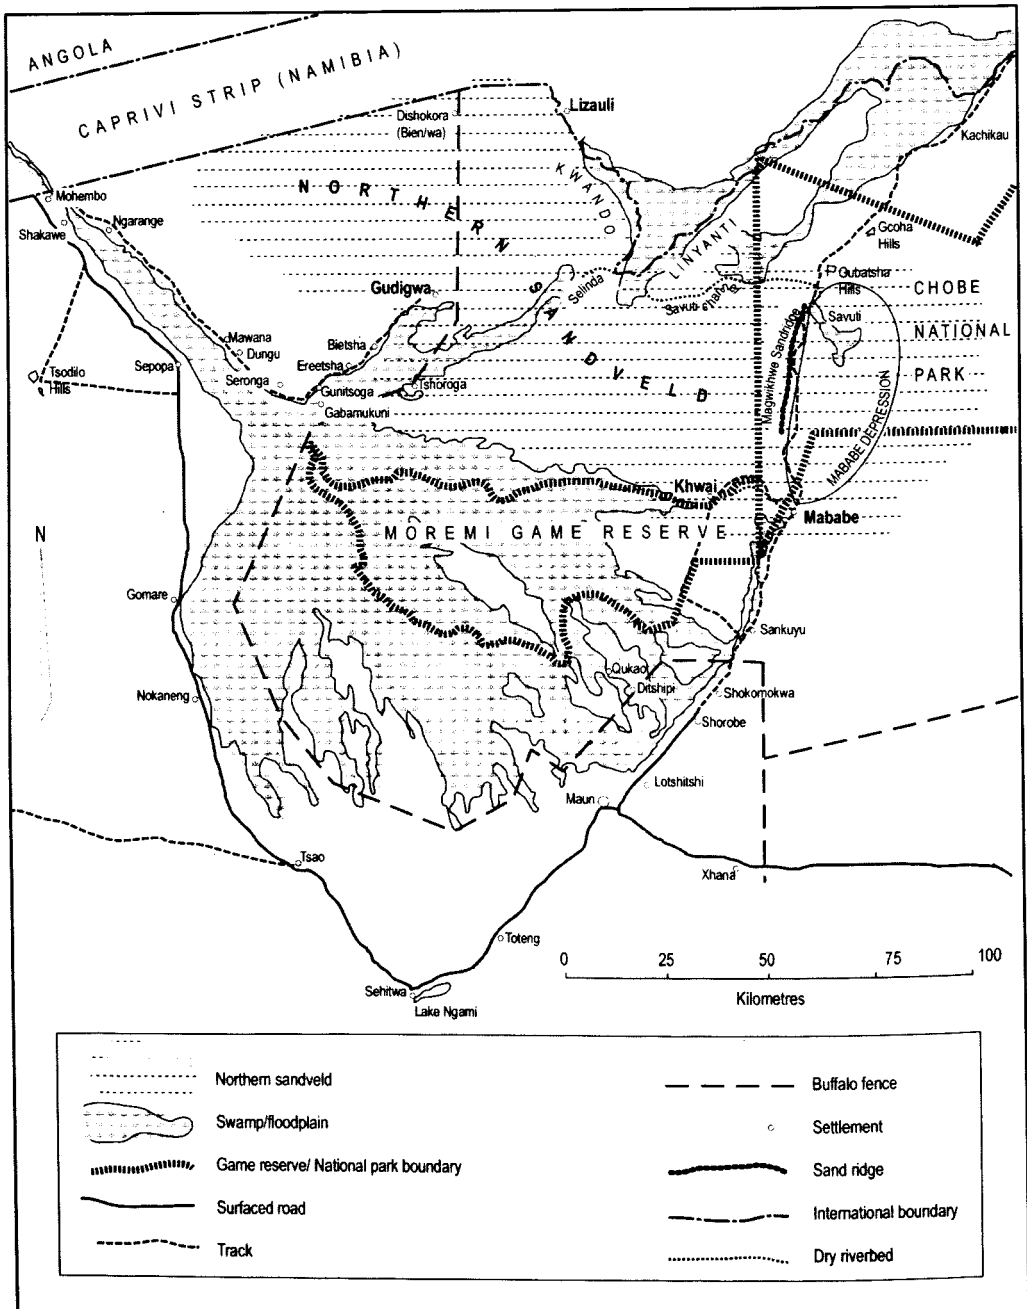 ANGOLA
CAPRIVI STRIP (NAMIBIA)
Lizauli
Dishokora
(Bien/wa)
Kachikau
KWANDO
Mohembo
NORTHERN SANDVELD
Ngarange
Shakawe
Gcoha
Hills
LINYANTI
Gubatsha
Hills
Selinda
Gudigwa
Savuti
CHOBE
NATIONAL
PARK
Savuti
Magwikhwe Sandridge
Mawana
Dungu
Bietsha
Sepopa
Ereetsha
Tsodilo
Hills
Seronga
Tshoroga
Gunitsoga
Gabamukuni
MABABE DEPRESSION
Khwai
Mababe
N
MOREMI GAME RESERVE
Gomare
Sankuyu
Qukao
Ditshipi
Shokomokwa
Nokaneng
Shorobe
Lotshitshi
Maun
Tsao
Xhana
Toteng
0 25 50 75 100
Kilometres
Sehitwa
Lake Ngami
Northern sandveld
Swamp/floodplain
Game reserve/ National park boundary
Surfaced road
Track
Buffalo fence
Settlement
Sand ridge
International boundary
Dry riverbed